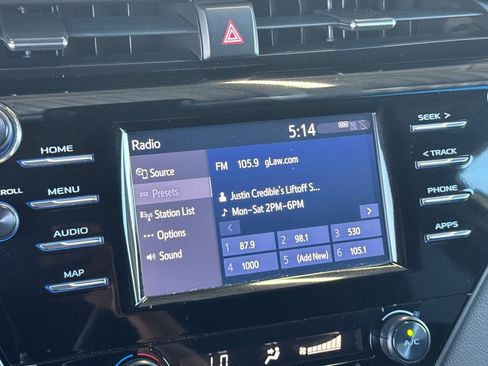 Radio
5:14
Source
Presets
Station List
Options
Sound
FM 105.9 gLaw.com
Justin Credible's Liftoff S...
Mon-Sat 2PM-6PM
1 87.9
2 98.1
3 530
4 1000
5 (Add New)
6 105.1
HOME
MENU
AUDIO
MAP
SEEK >
< TRACK
PHONE
APPS
A/C
LO